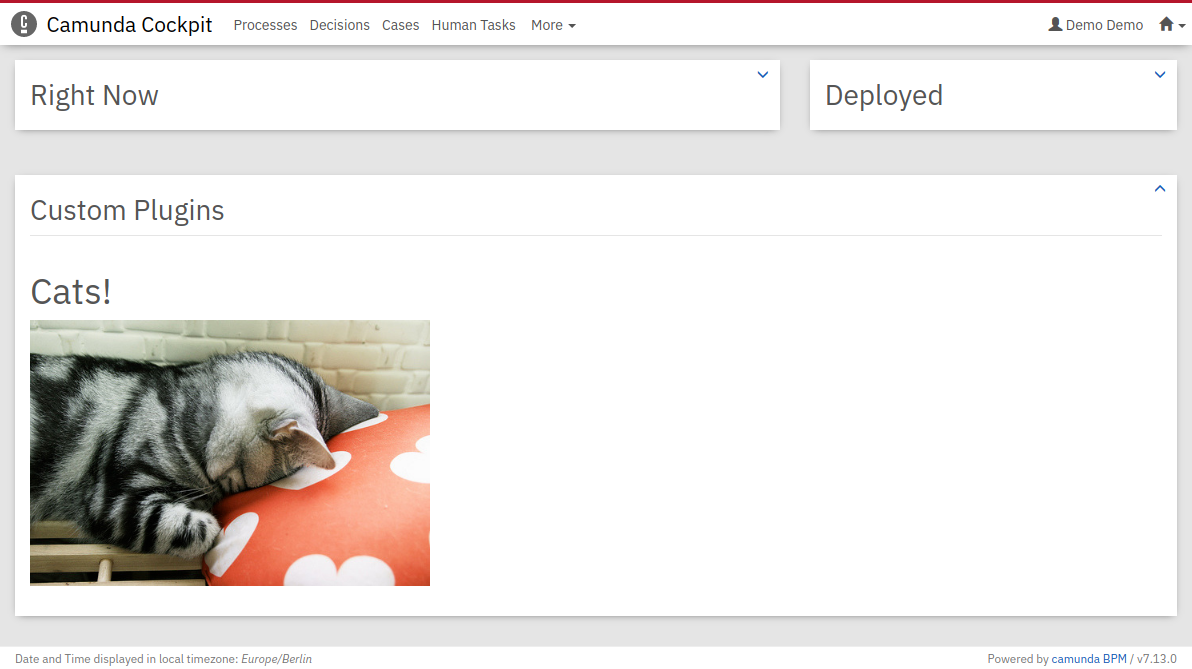 Camunda Cockpit Processes Decisions Cases Human Tasks More Demo Demo
Right Now
Deployed
Custom Plugins
Cats!
Date and Time displayed in local timezone: Europe/Berlin
Powered by camunda BPM / v7.13.0